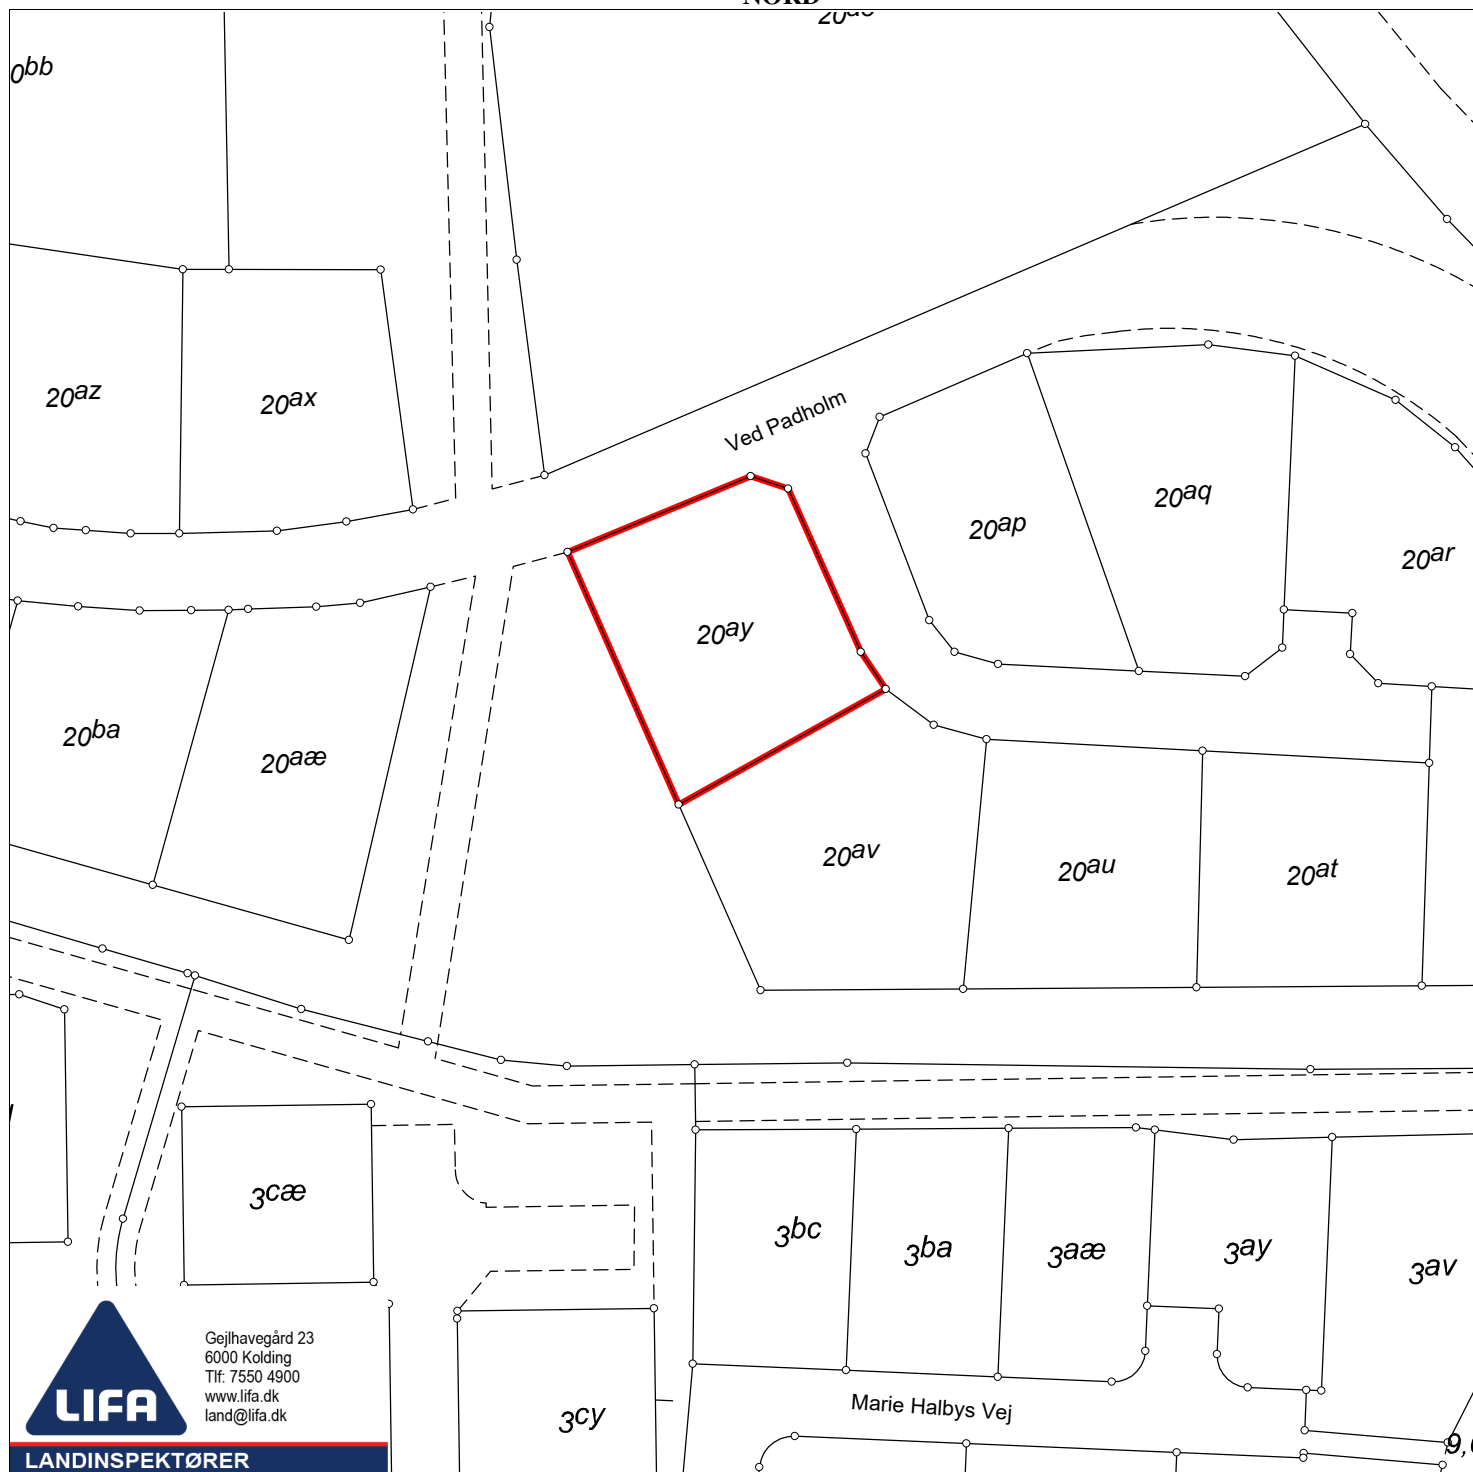 NORD
0bb
20az
20ax
Ved Padholm
20ap
20aq
20ar
20ay
20ba
20aæ
20av
20au
20at
3cæ
3bc
3ba
3aæ
3ay
3av
3cy
Marie Halbys Vej
Gejlhavegård 23
6000 Kolding
Tlf: 7550 4900
www.lifa.dk
land@lifa.dk
LIFA
LANDINSPEKTØRER